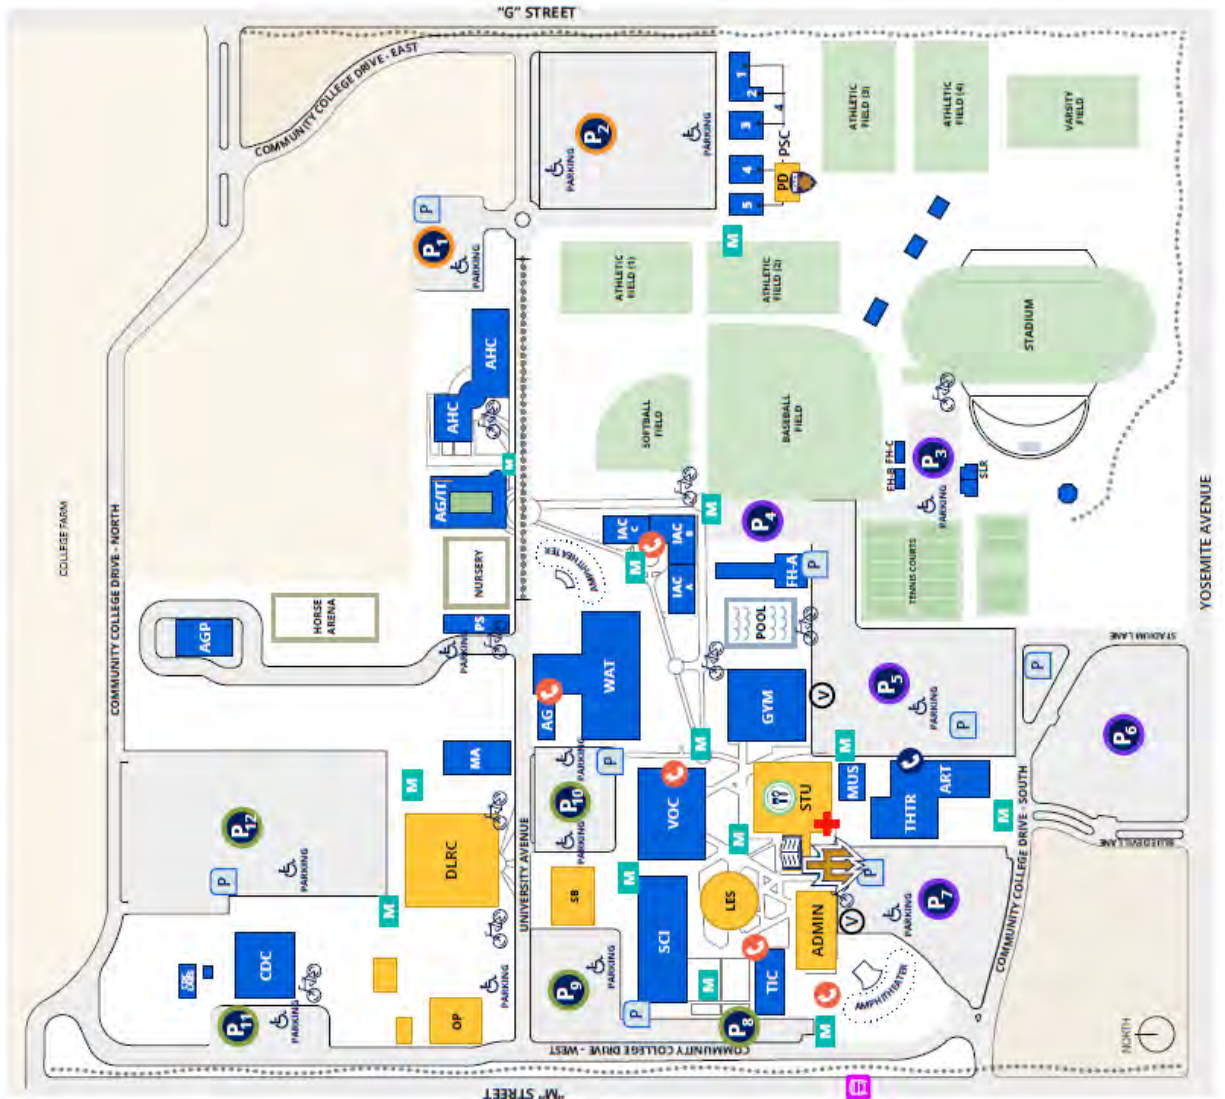 "G" STREET
COMMUNITY COLLEGE DRIVE - EAST
P2
PARKING
PARKING
1
2
3
4
4
5
PSC
PD
ATHLETIC
FIELD (3)
ATHLETIC
FIELD (4)
VARSITY
FIELD
P
P1
PARKING
M
ATHLETIC
FIELD (1)
ATHLETIC
FIELD (2)
STADIUM
AHC
AHC
SOFTBALL
FIELD
BASEBALL
FIELD
COLLEGE FARM
COMMUNITY COLLEGE DRIVE - NORTH
M
AG/IT
FH-B
FH-C
P3
PARKING
SLR
M
P4
IAC
C
IAC
B
IAC
A
M
AMPHITHEATER
NURSERY
HORSE
ARENA
AGP
PS
PARKING
FH-A
P
POOL
TENNIS COURTS
YOSEMITE AVENUE
STADIUM LANE
WAT
AG
GYM
V
P5
PARKING
P
P
P6
MA
M
M
M
P10
PARKING
PARKING
P
VOC
STU
MUS
THTR
ART
M
COMMUNITY COLLEGE DRIVE - SOUTH
BLUE DEVIL LANE
P12
PARKING
P
DLRC
M
UNIVERSITY AVENUE
SB
M
M
LES
P
P7
PARKING
ADMIN
V
SCI
CDC
P11
PARKING
OP
PARKING
P9
PARKING
P
M
P8
TIC
M
AMPHITHEATER
NORTH
COMMUNITY COLLEGE DRIVE - WEST
"M" STREET